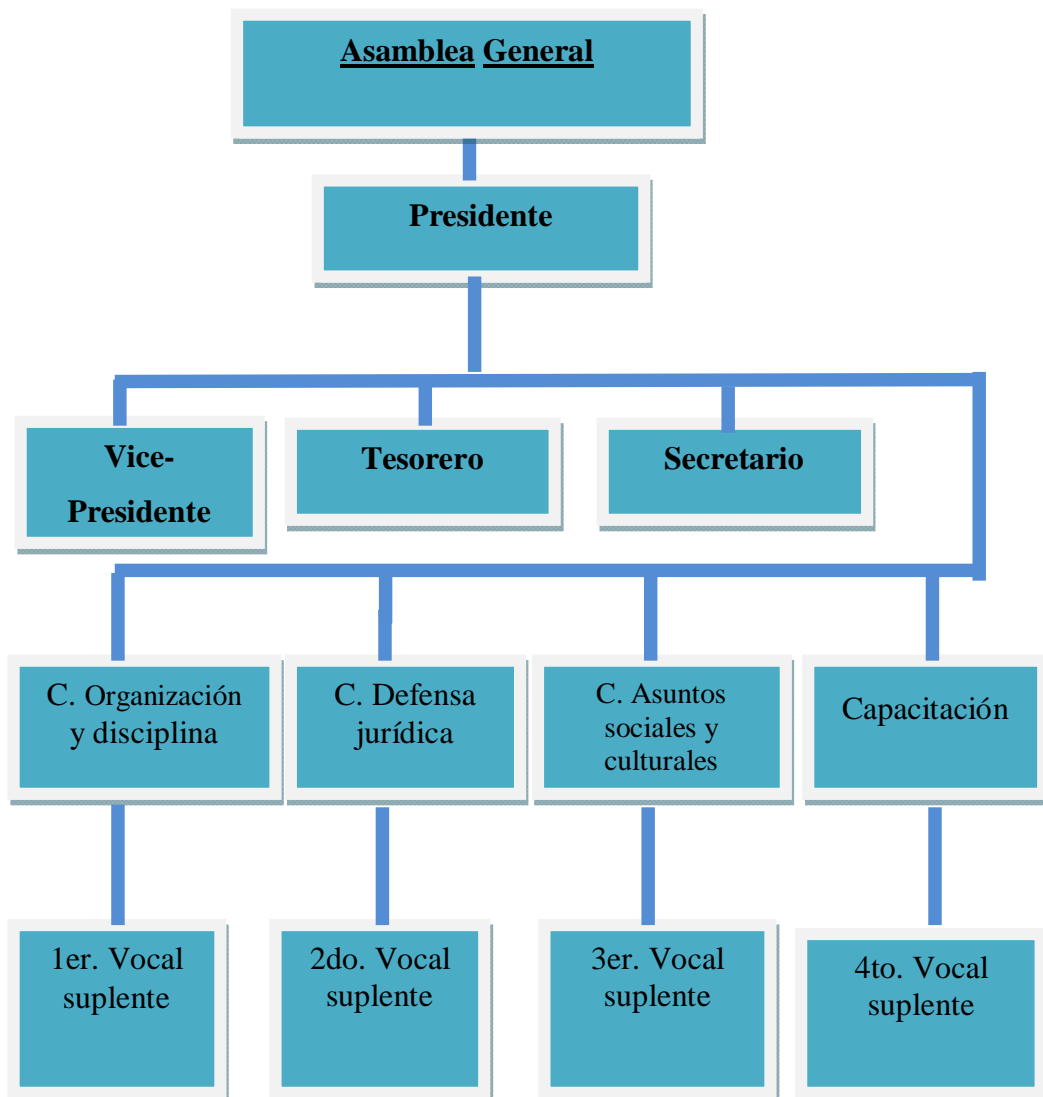 Asamblea General
Presidente
Vice-
Presidente
Tesorero
Secretario
C. Organización
y disciplina
C. Defensa
jurídica
C. Asuntos
sociales y
culturales
Capacitación
1er. Vocal
suplente
2do. Vocal
suplente
3er. Vocal
suplente
4to. Vocal
suplente